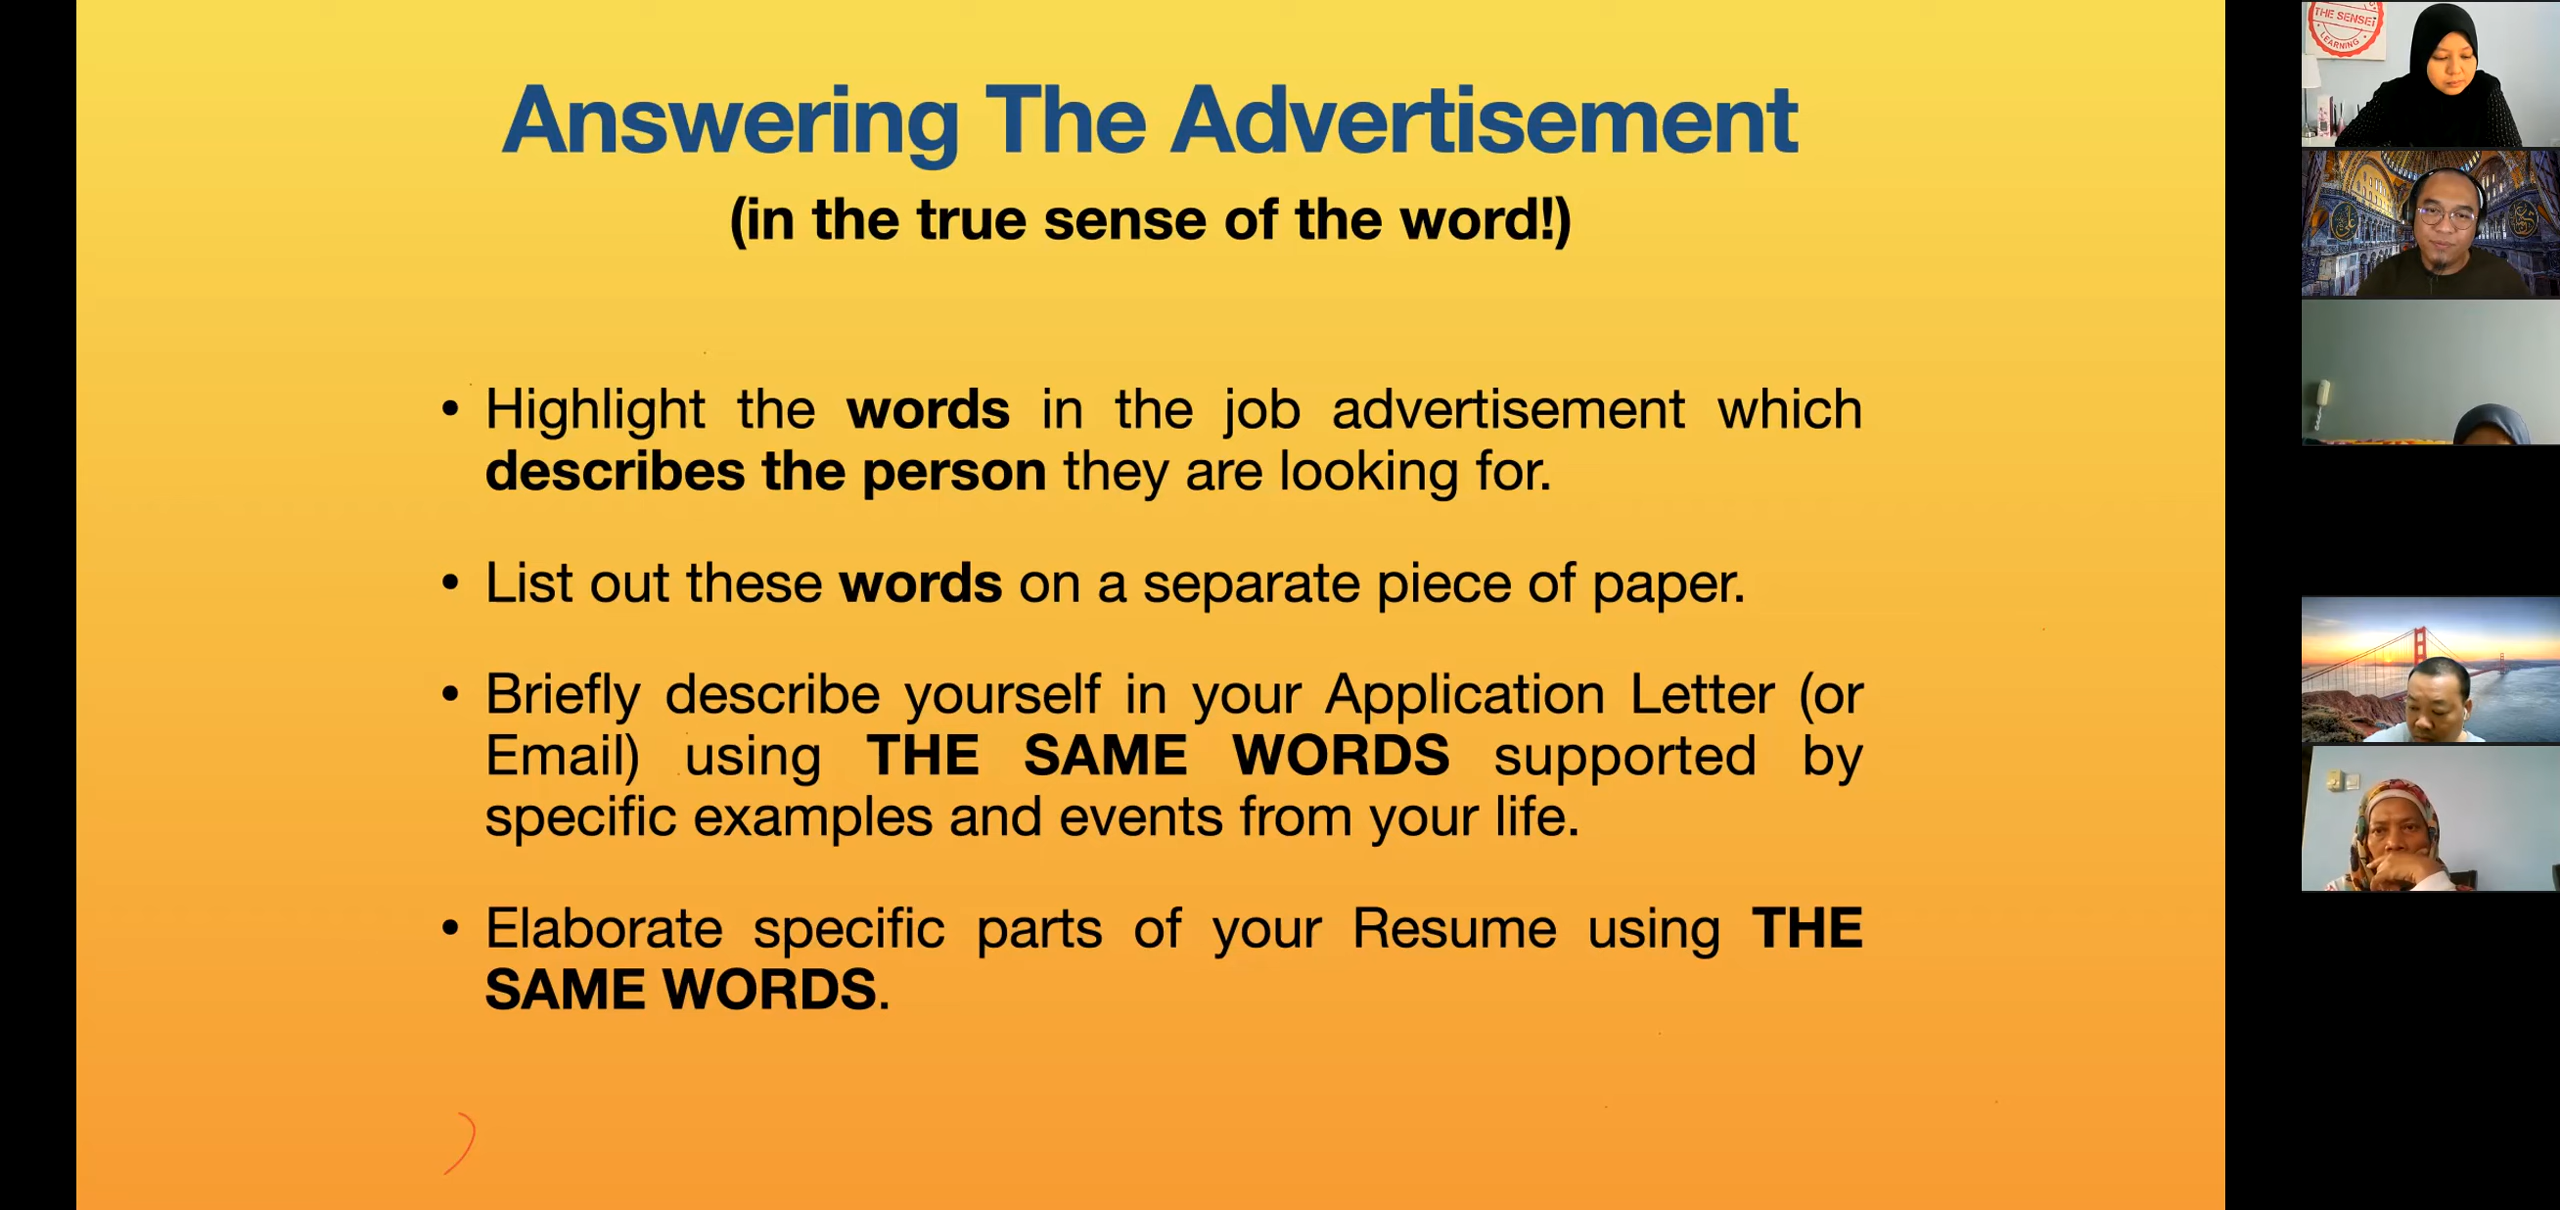 Answering The Advertisement
(in the true sense of the word!)
• Highlight the words in the job advertisement which
describes the person they are looking for.
• List out these words on a separate piece of paper.
• Briefly describe yourself in your Application Letter (or
Email) using THE SAME WORDS supported by
specific examples and events from your life.
• Elaborate specific parts of your Resume using THE
SAME WORDS.
THE SENSEi
LEARNING